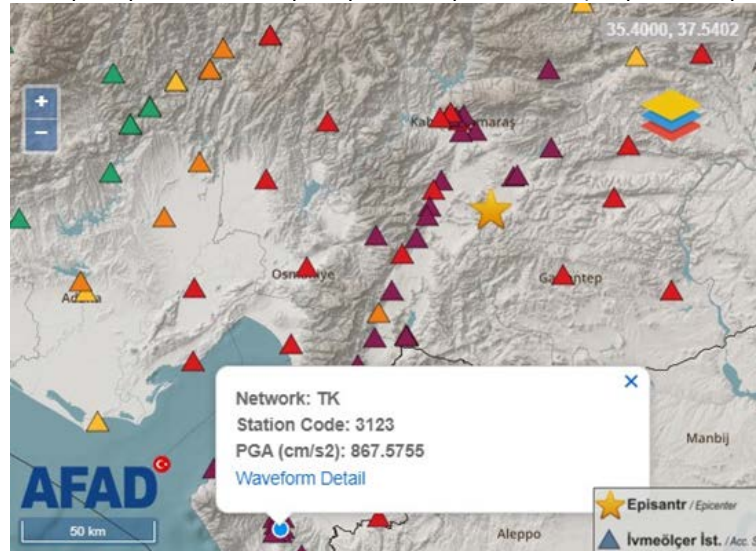 35.4000, 37.5402
+
−
Osmaniye
Gaziantep
Adana
Network: TK
Station Code: 3123
PGA (cm/s2): 867.5755
Waveform Detail
Manbij
AFAD
50 km
Aleppo
Episantr / Epicenter
İvmeölçer İst. / Acc. S